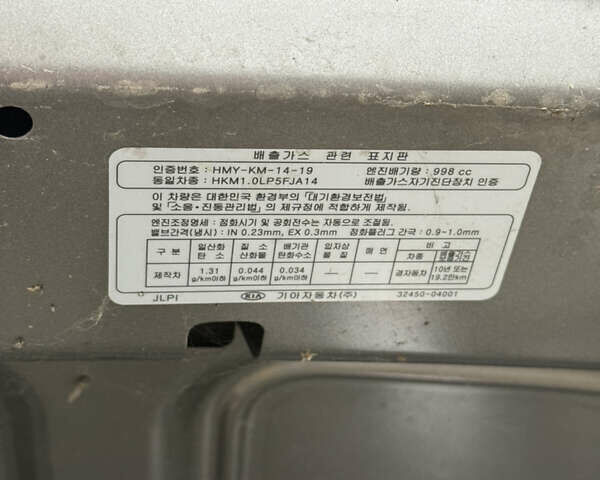 배출가스 관련 표지판
인증번호 : HMY-KM-14-19 엔진배기량 : 998 cc
동일차종 : HKM1.0LP5FJA14 배출가스자기진단장치 인증
이 차량은 대한민국 환경부의 「대기환경보전법」
및 「소음·진동관리법」의 제규정에 적합하게 제작됨.
엔진조정명세 : 점화시기 및 공회전수는 자동으로 조절됨.
밸브간격(냉시) : IN 0.23mm, EX 0.3mm 점화플러그 간극 : 0.9~1.0mm
구 분 일산화탄소 질소산화물 배기관탄화수소 입자상물질 매연 비고
차종 배출가스보증기간
제작차 1.31 g/km이하 0.044 g/km이하 0.034 g/km이하 — — 경자동차 10년 또는 19.2만km
JLPI KIA 기아자동차(주) 32450-04001